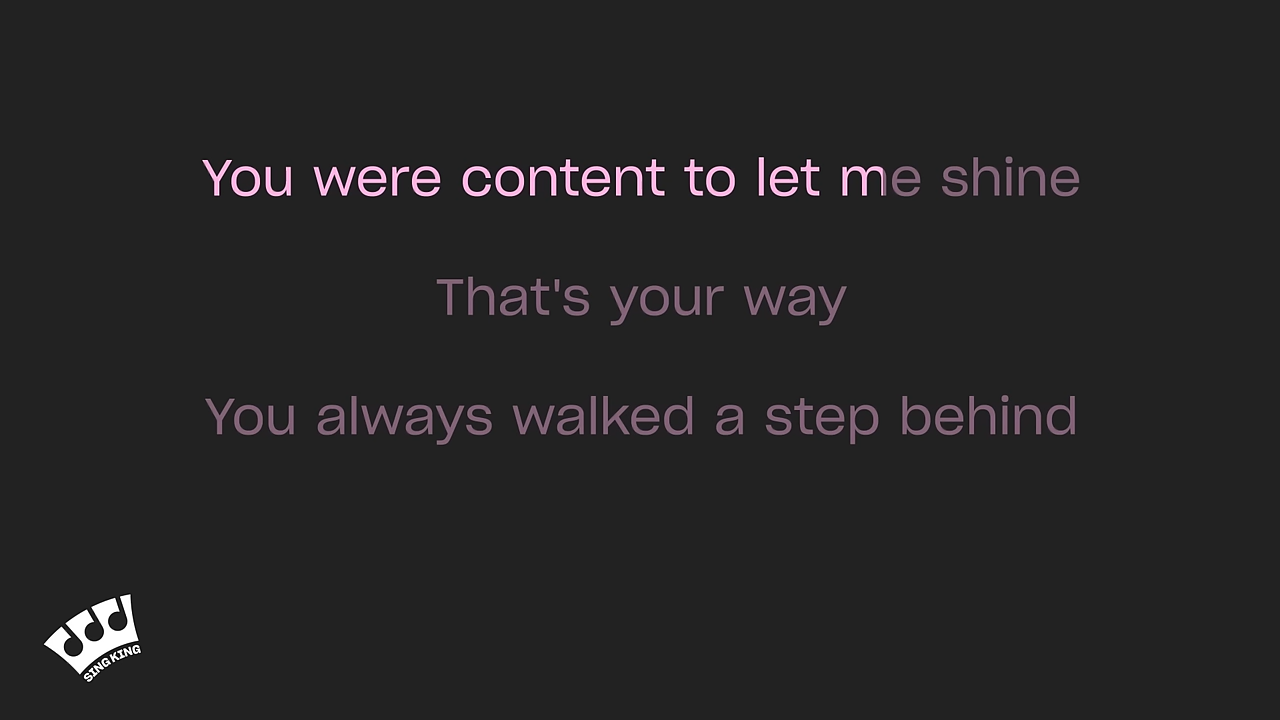 You were content to let me shine
That's your way
You always walked a step behind
SING KING